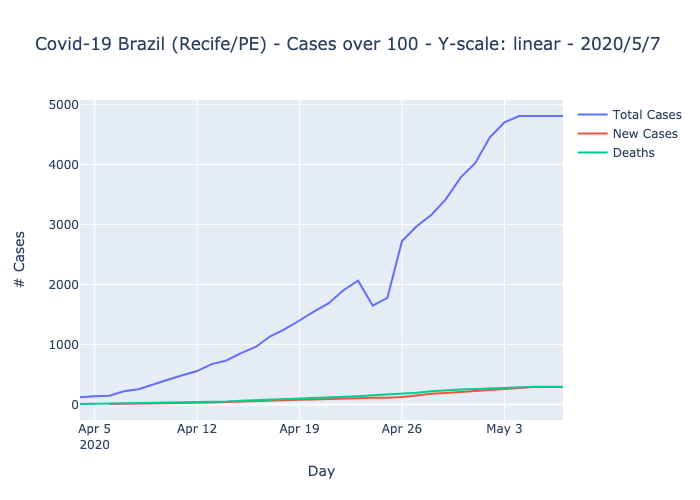 Covid-19 Brazil (Recife/PE) - Cases over 100 - Y-scale: linear - 2020/5/7
Total Cases
New Cases
Deaths
# Cases
5000
4000
3000
2000
1000
0
Apr 5
2020
Apr 12
Apr 19
Apr 26
May 3
Day